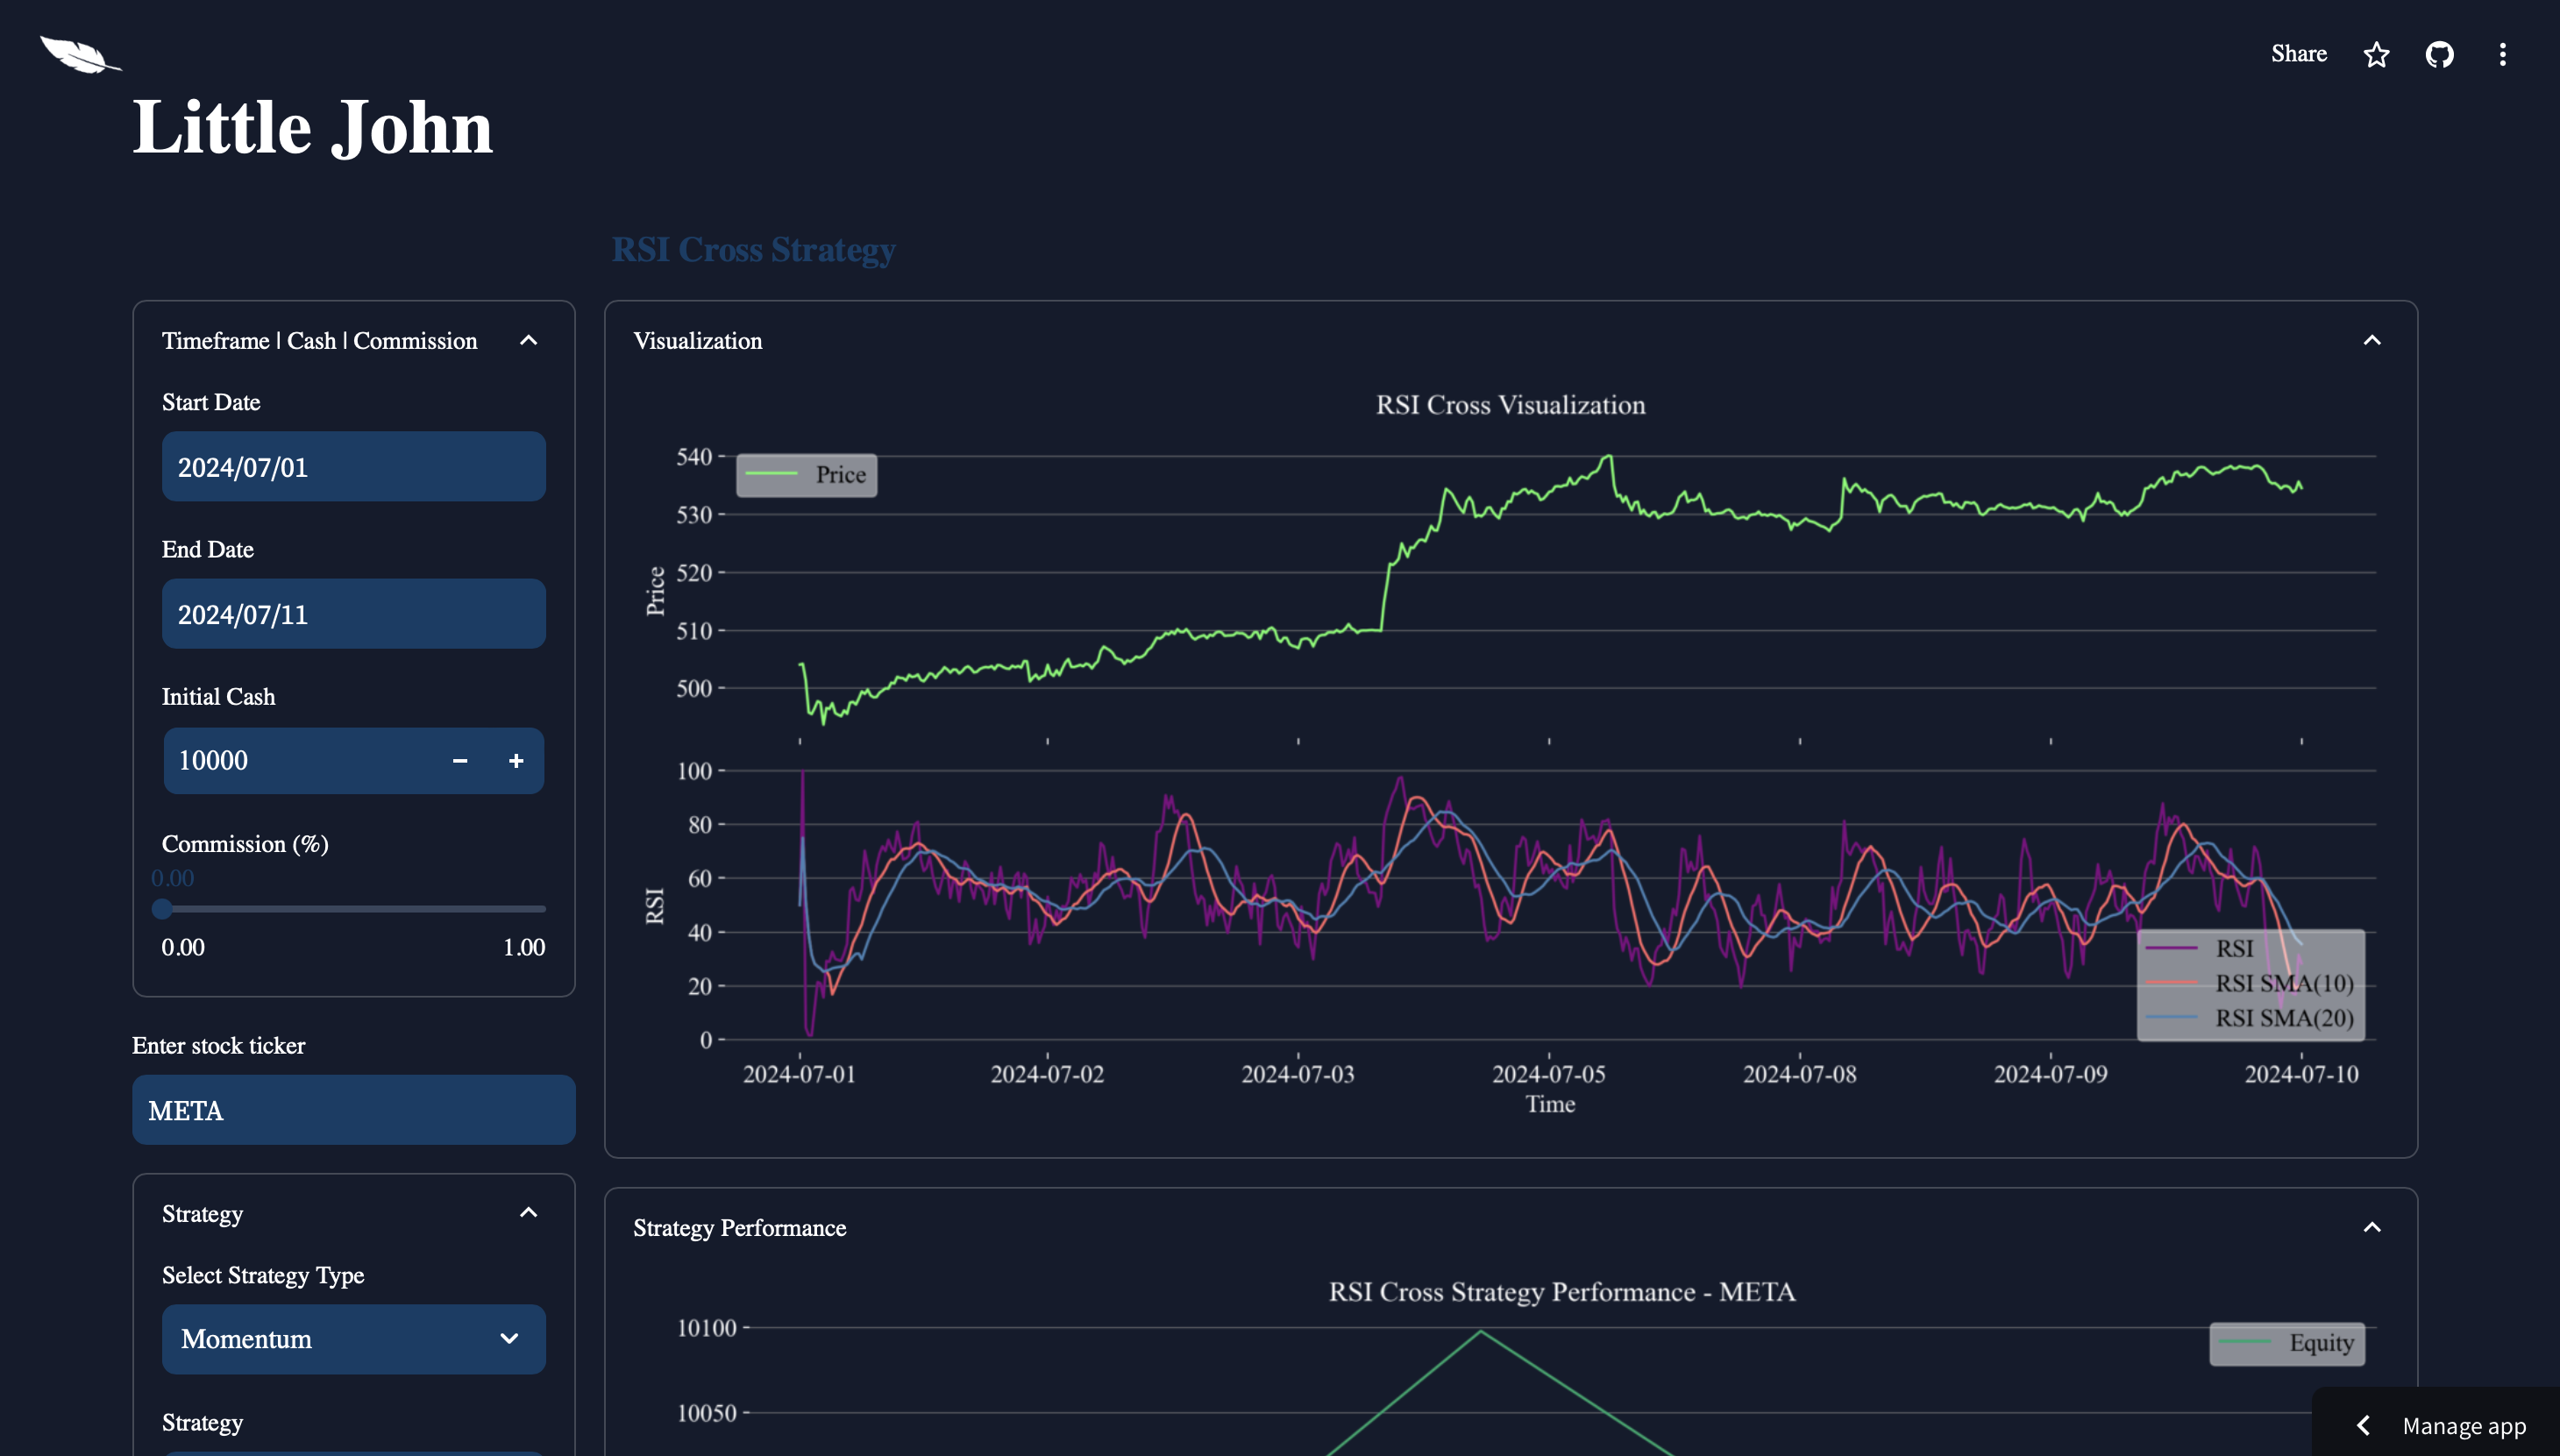 Share
Little John
RSI Cross Strategy
Timeframe | Cash | Commission
Start Date
2024/07/01
End Date
2024/07/11
Initial Cash
10000
Commission (%)
0.00
0.00 1.00
Enter stock ticker
META
Strategy
Select Strategy Type
Momentum
Strategy
Visualization
RSI Cross Visualization
Price
540
530
520
510
500
Price
100
80
60
40
20
0
RSI
RSI
RSI SMA(10)
RSI SMA(20)
2024-07-01 2024-07-02 2024-07-03 2024-07-05 2024-07-08 2024-07-09 2024-07-10
Time
Strategy Performance
RSI Cross Strategy Performance - META
10100
10050
Equity
Manage app